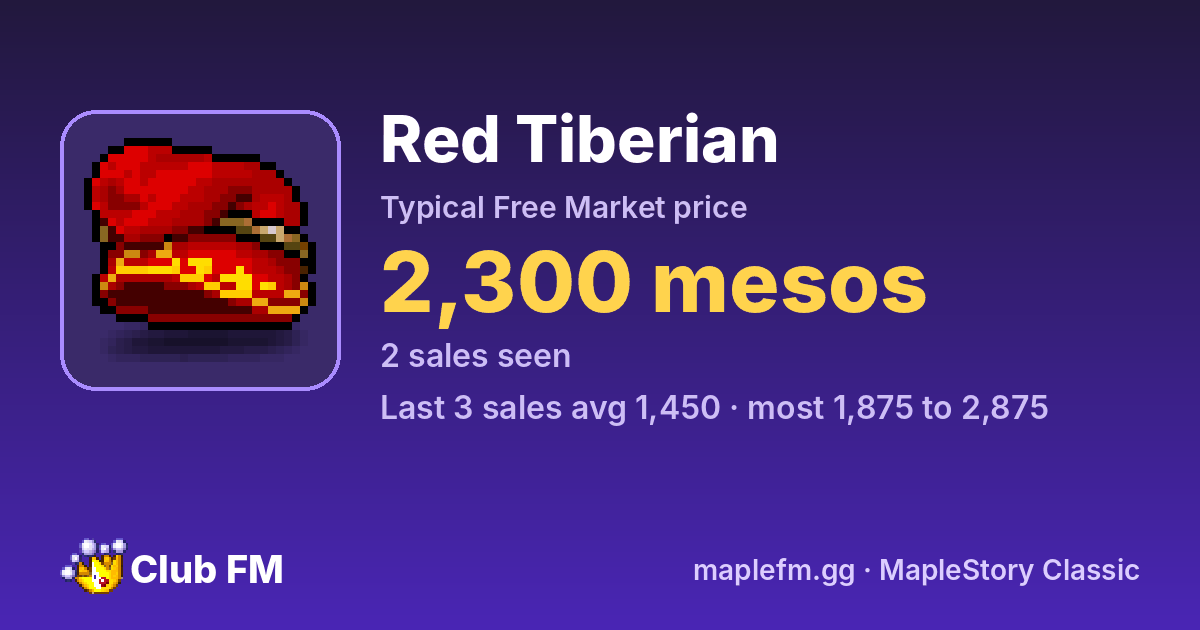 Red Tiberian
Typical Free Market price
2,300 mesos
2 sales seen
Last 3 sales avg 1,450 · most 1,875 to 2,875
Club FM
maplefm.gg · MapleStory Classic